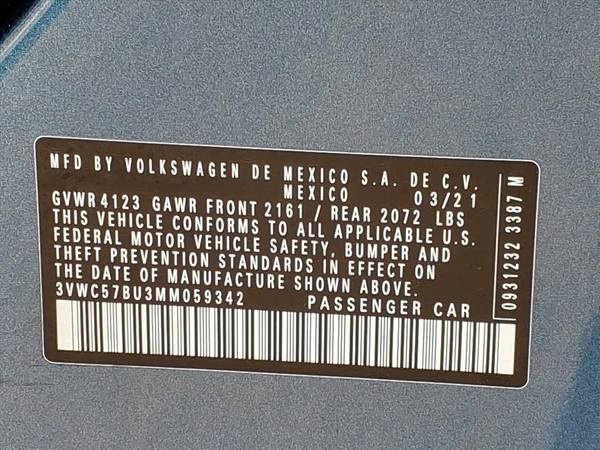 MFD BY VOLKSWAGEN DE MEXICO S.A. DE C.V.
MEXICO 03/21
GVWR 4123 GAWR FRONT 2161 / REAR 2072 LBS
THIS VEHICLE CONFORMS TO ALL APPLICABLE U.S.
FEDERAL MOTOR VEHICLE SAFETY, BUMPER AND
THEFT PREVENTION STANDARDS IN EFFECT ON
THE DATE OF MANUFACTURE SHOWN ABOVE.
3VWC57BU3MM059342 PASSENGER CAR
0931232 3387 M